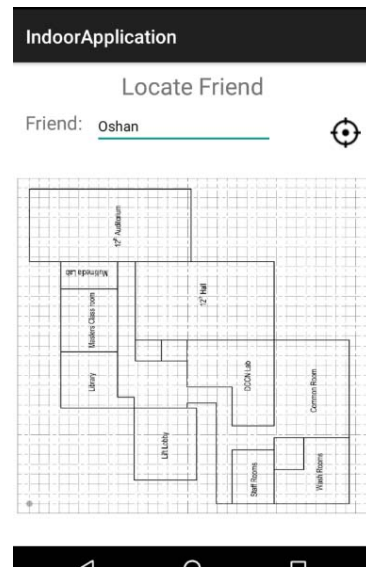 IndoorApplication
Locate Friend
Friend: Oshan
12th Auditorium
Multimedia Lab
Masters Class room
12th Hall
Library
DCCN Lab
Common Room
Lift Lobby
Staff Rooms
Wash Rooms